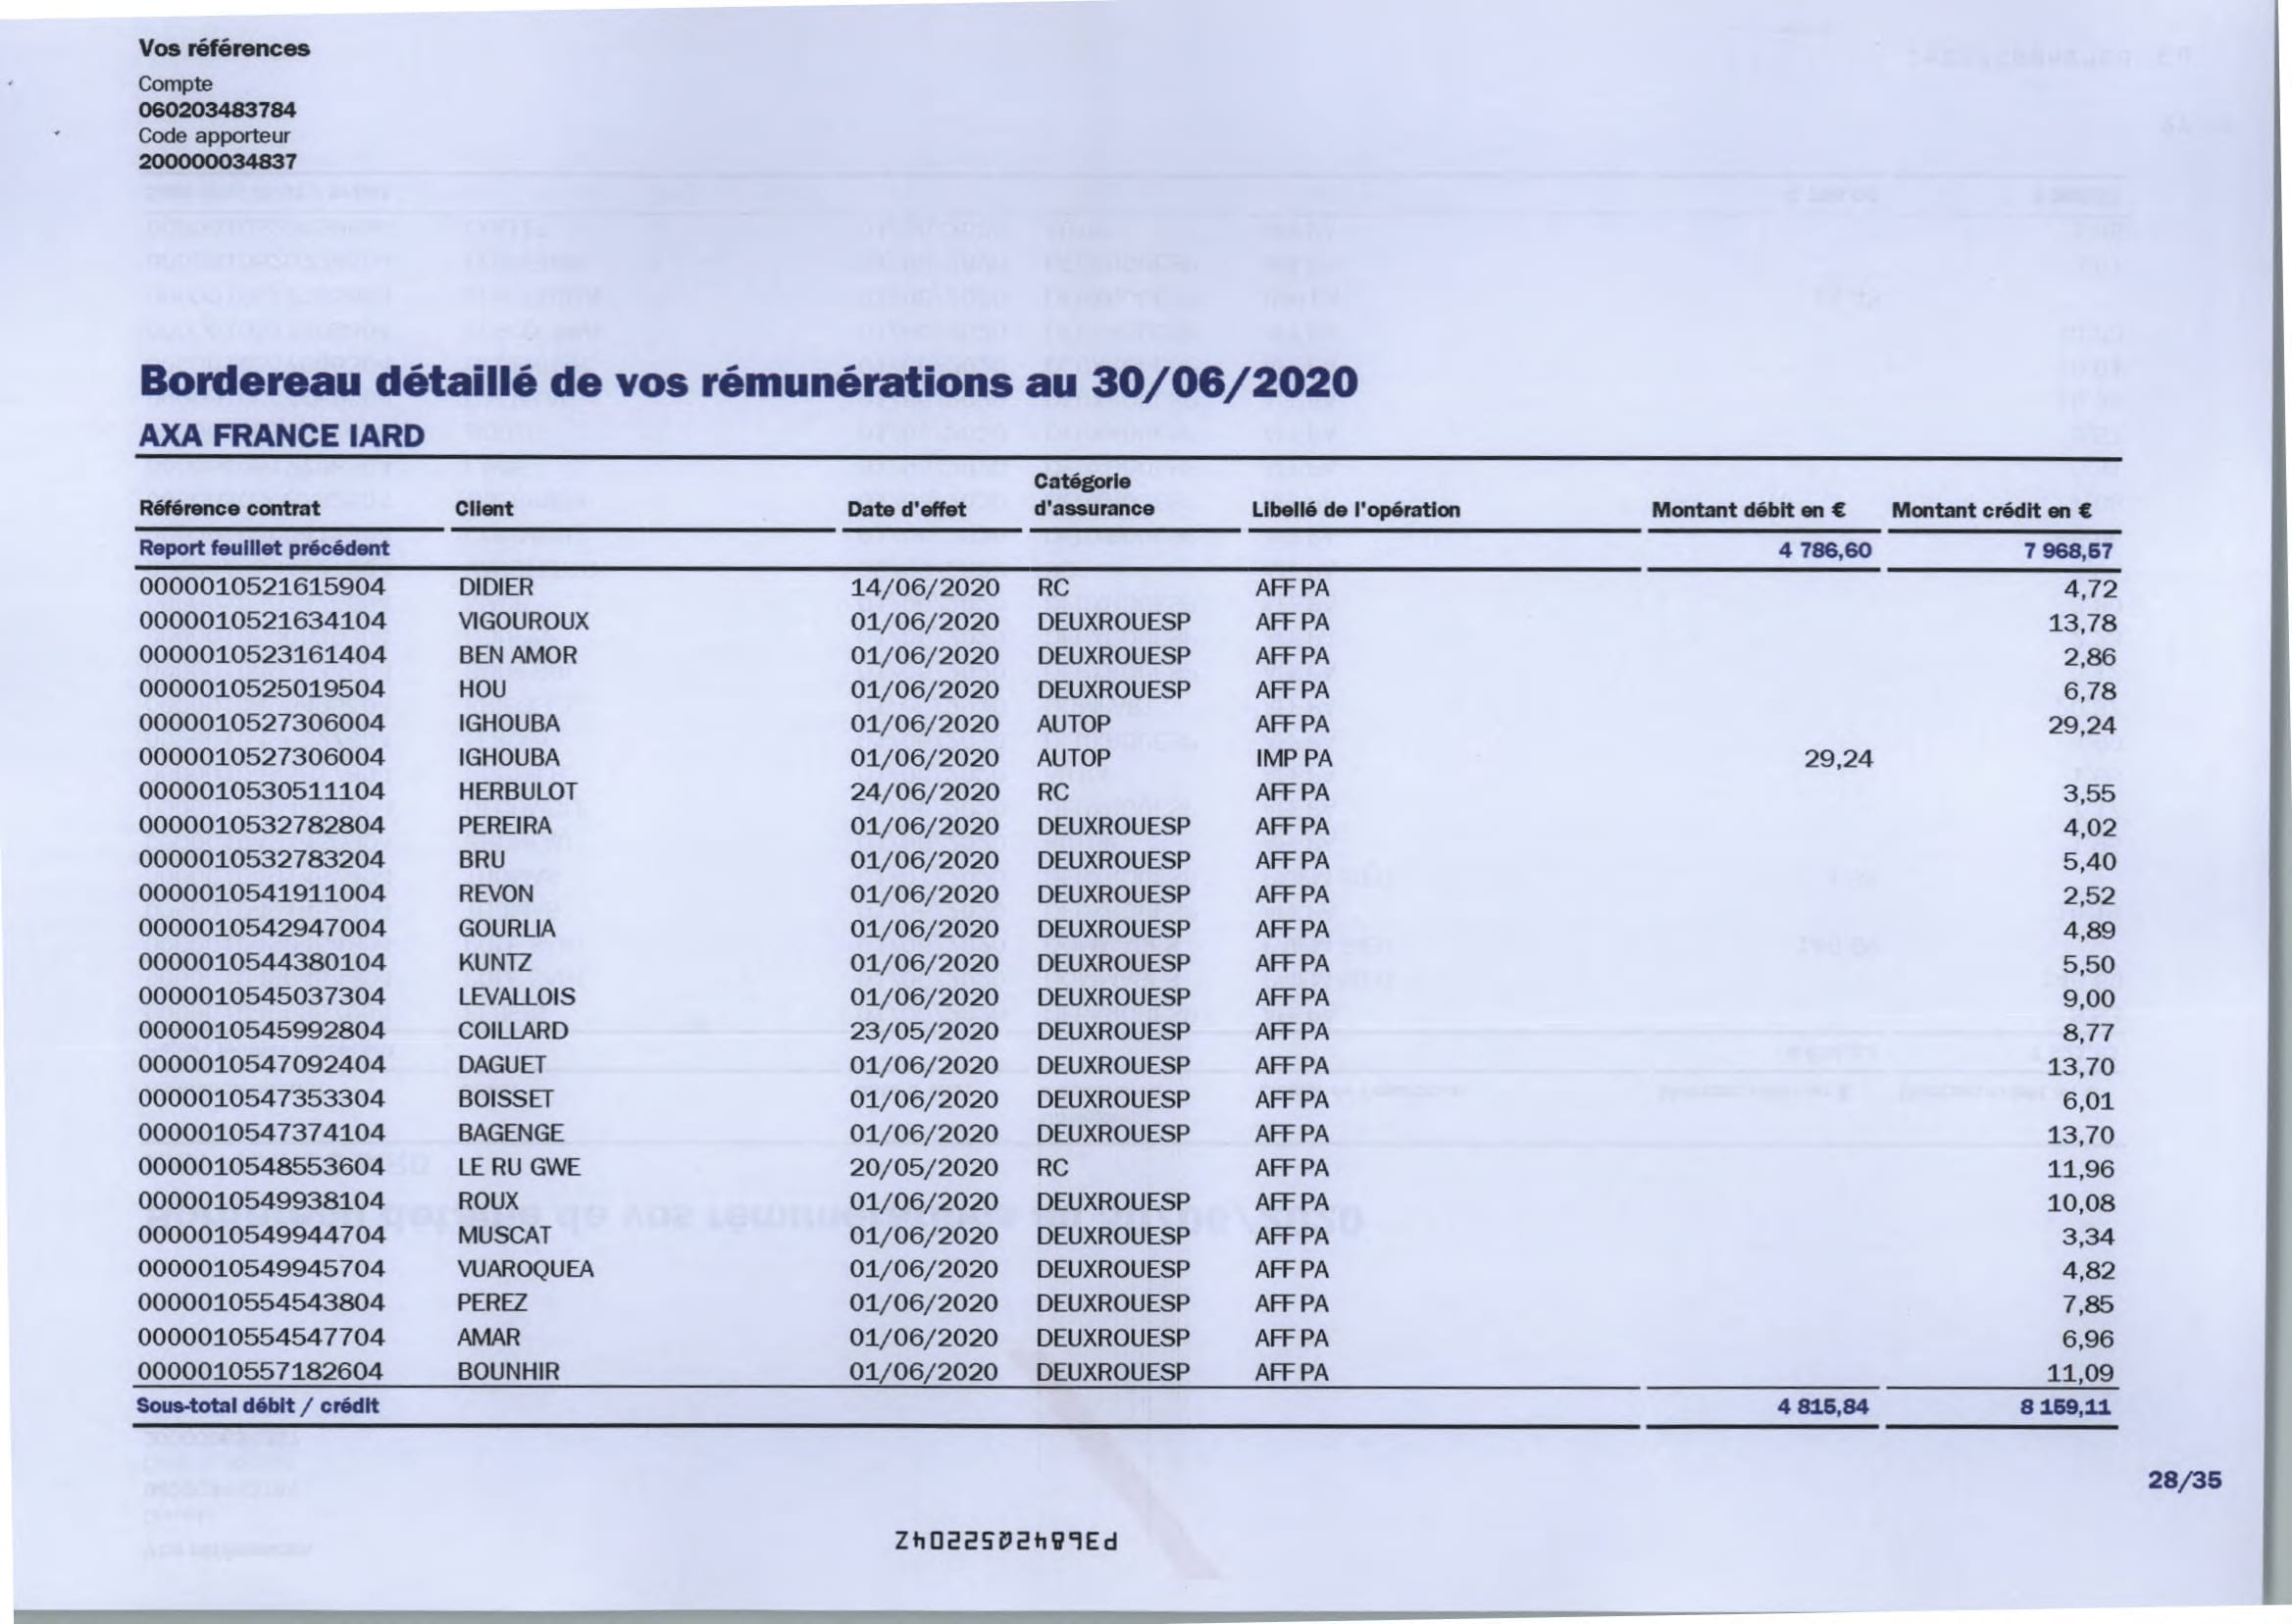 Vos références
Compte
060203483784
Code apporteur
200000034837
Bordereau détaillé de vos rémunérations au 30/06/2020
AXA FRANCE IARD
Référence contrat Client Date d'effet Catégorie d'assurance Libellé de l'opération Montant débit en € Montant crédit en €
Report feuillet précédent 4 786,60 7 968,57
0000010521615904 DIDIER 14/06/2020 RC AFF PA 4,72
0000010521634104 VIGOUROUX 01/06/2020 DEUXROUESP AFF PA 13,78
0000010523161404 BEN AMOR 01/06/2020 DEUXROUESP AFF PA 2,86
0000010525019504 HOU 01/06/2020 DEUXROUESP AFF PA 6,78
0000010527306004 IGHOUBA 01/06/2020 AUTOP AFF PA 29,24
0000010527306004 IGHOUBA 01/06/2020 AUTOP IMP PA 29,24
0000010530511104 HERBULOT 24/06/2020 RC AFF PA 3,55
0000010532782804 PEREIRA 01/06/2020 DEUXROUESP AFF PA 4,02
0000010532783204 BRU 01/06/2020 DEUXROUESP AFF PA 5,40
0000010541911004 REVON 01/06/2020 DEUXROUESP AFF PA 2,52
0000010542947004 GOURLIA 01/06/2020 DEUXROUESP AFF PA 4,89
0000010544380104 KUNTZ 01/06/2020 DEUXROUESP AFF PA 5,50
0000010545037304 LEVALLOIS 01/06/2020 DEUXROUESP AFF PA 9,00
0000010545992804 COILLARD 23/05/2020 DEUXROUESP AFF PA 8,77
0000010547092404 DAGUET 01/06/2020 DEUXROUESP AFF PA 13,70
0000010547353304 BOISSET 01/06/2020 DEUXROUESP AFF PA 6,01
0000010547374104 BAGENGE 01/06/2020 DEUXROUESP AFF PA 13,70
0000010548553604 LE RU GWE 20/05/2020 RC AFF PA 11,96
0000010549938104 ROUX 01/06/2020 DEUXROUESP AFF PA 10,08
0000010549944704 MUSCAT 01/06/2020 DEUXROUESP AFF PA 3,34
0000010549945704 VUAROQUEA 01/06/2020 DEUXROUESP AFF PA 4,82
0000010554543804 PEREZ 01/06/2020 DEUXROUESP AFF PA 7,85
0000010554547704 AMAR 01/06/2020 DEUXROUESP AFF PA 6,96
0000010557182604 BOUNHIR 01/06/2020 DEUXROUESP AFF PA 11,09
Sous-total débit / crédit 4 815,84 8 159,11
28/35